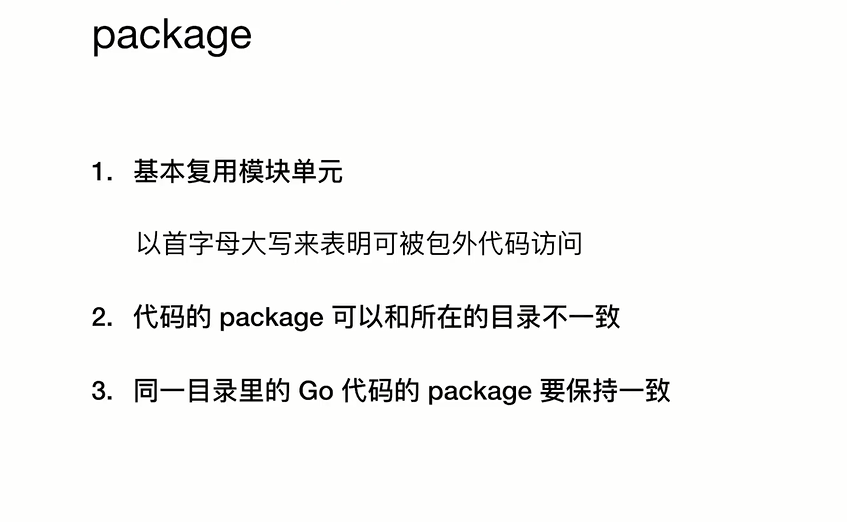 package
1. 基本复用模块单元
以首字母大写来表明可被包外代码访问
2. 代码的 package 可以和所在的目录不一致
3. 同一目录里的 Go 代码的 package 要保持一致